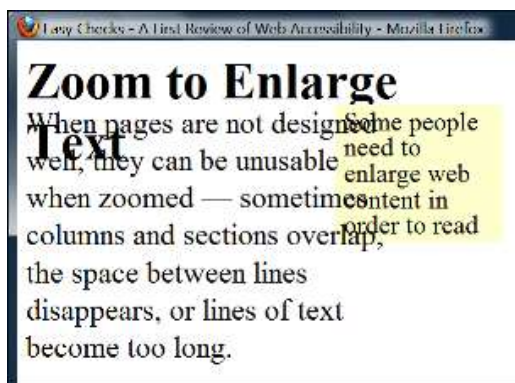 Easy Checks - A First Review of Web Accessibility - Mozilla Firefox
Zoom to Enlarge
Text
When pages are not designed
well, they can be unusable
when zoomed — sometimes
columns and sections overlap,
the space between lines
disappears, or lines of text
become too long.
Some people
need to
enlarge web
content in
order to read